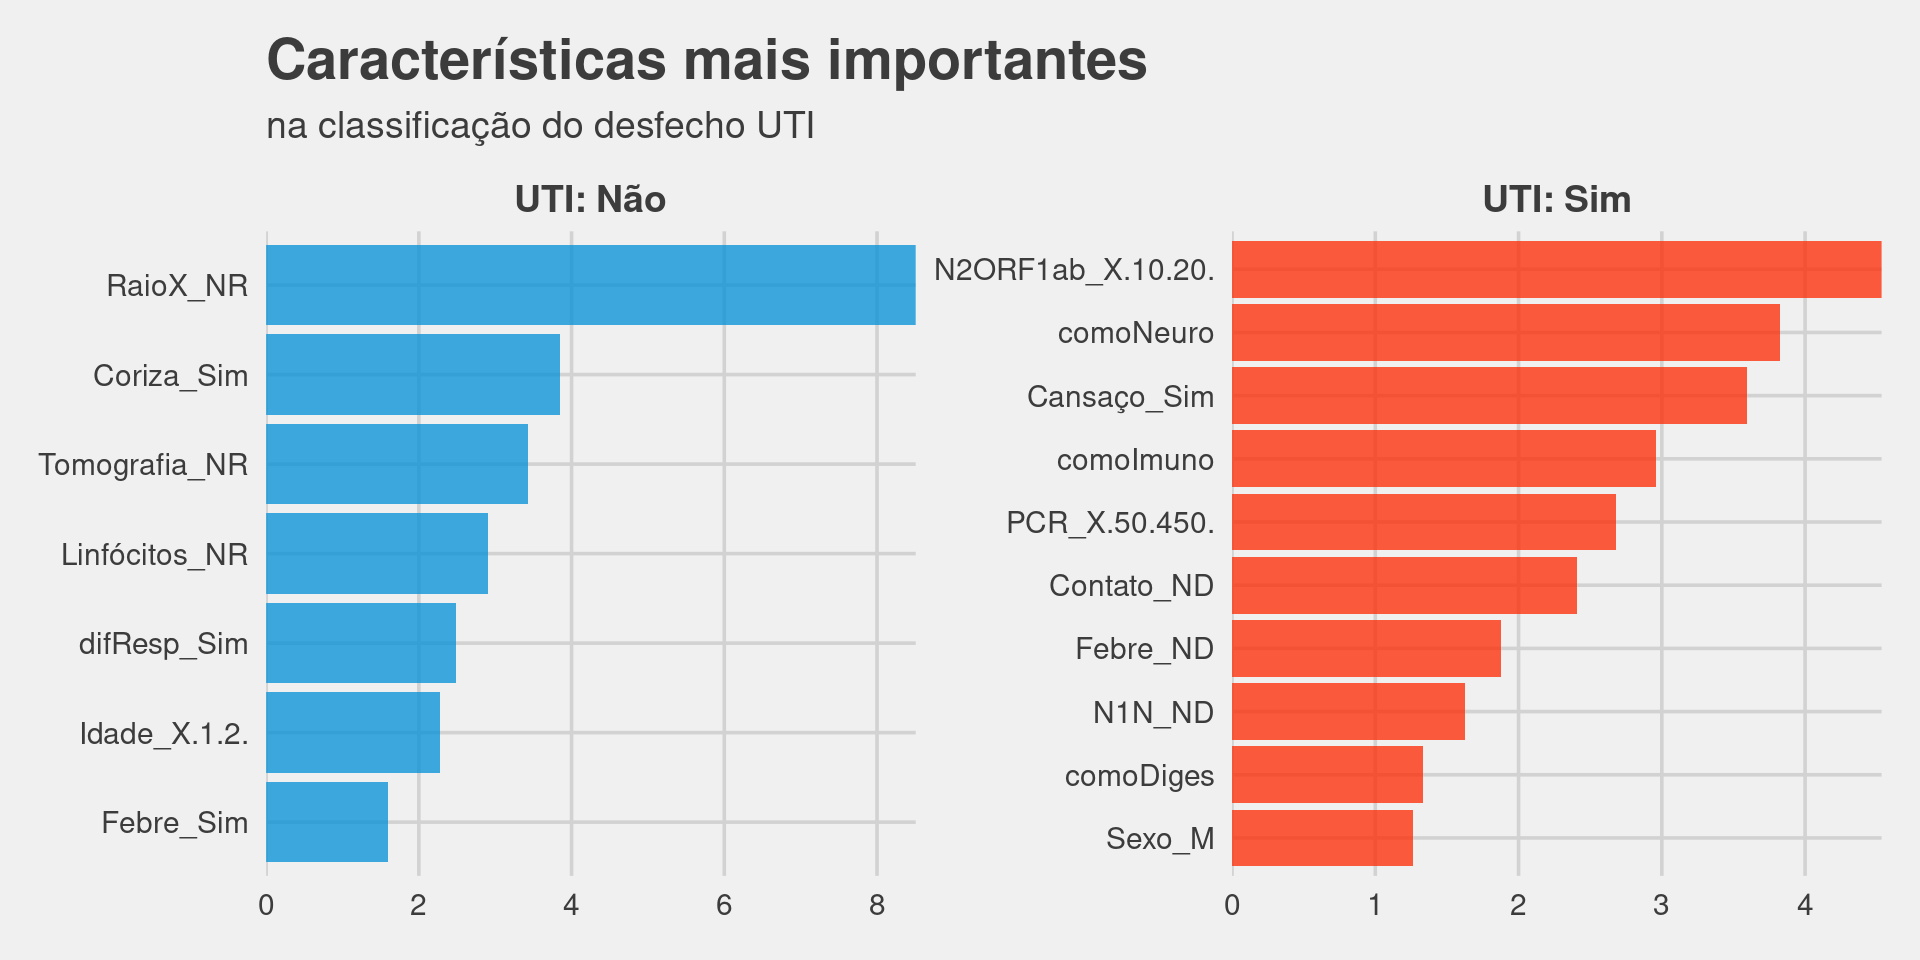 Características mais importantes
na classificação do desfecho UTI
UTI: Não
RaioX_NR
Coriza_Sim
Tomografia_NR
Linfócitos_NR
difResp_Sim
Idade_X.1.2.
Febre_Sim
0 2 4 6 8
UTI: Sim
N2ORF1ab_X.10.20.
comoNeuro
Cansaço_Sim
comoImuno
PCR_X.50.450.
Contato_ND
Febre_ND
N1N_ND
comoDiges
Sexo_M
0 1 2 3 4